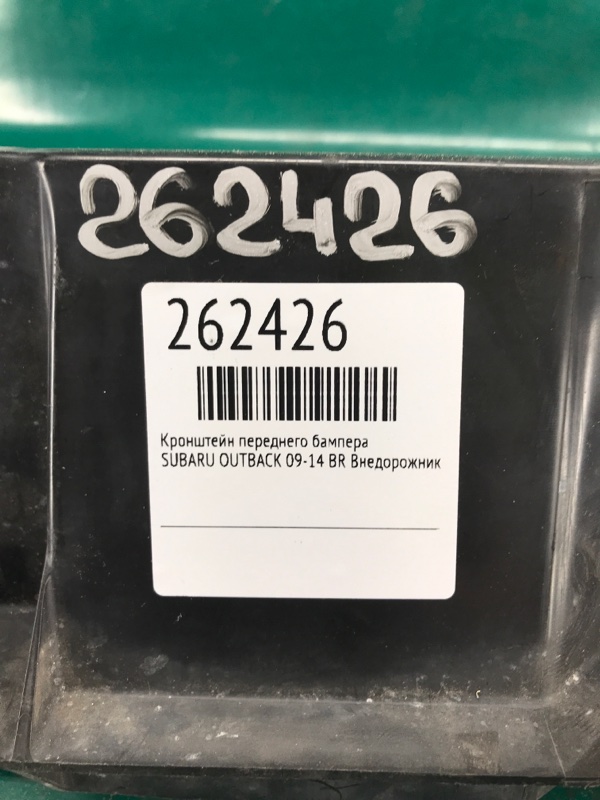 262426
262426
Кронштейн переднего бампера
SUBARU OUTBACK 09-14 BR Внедорожник